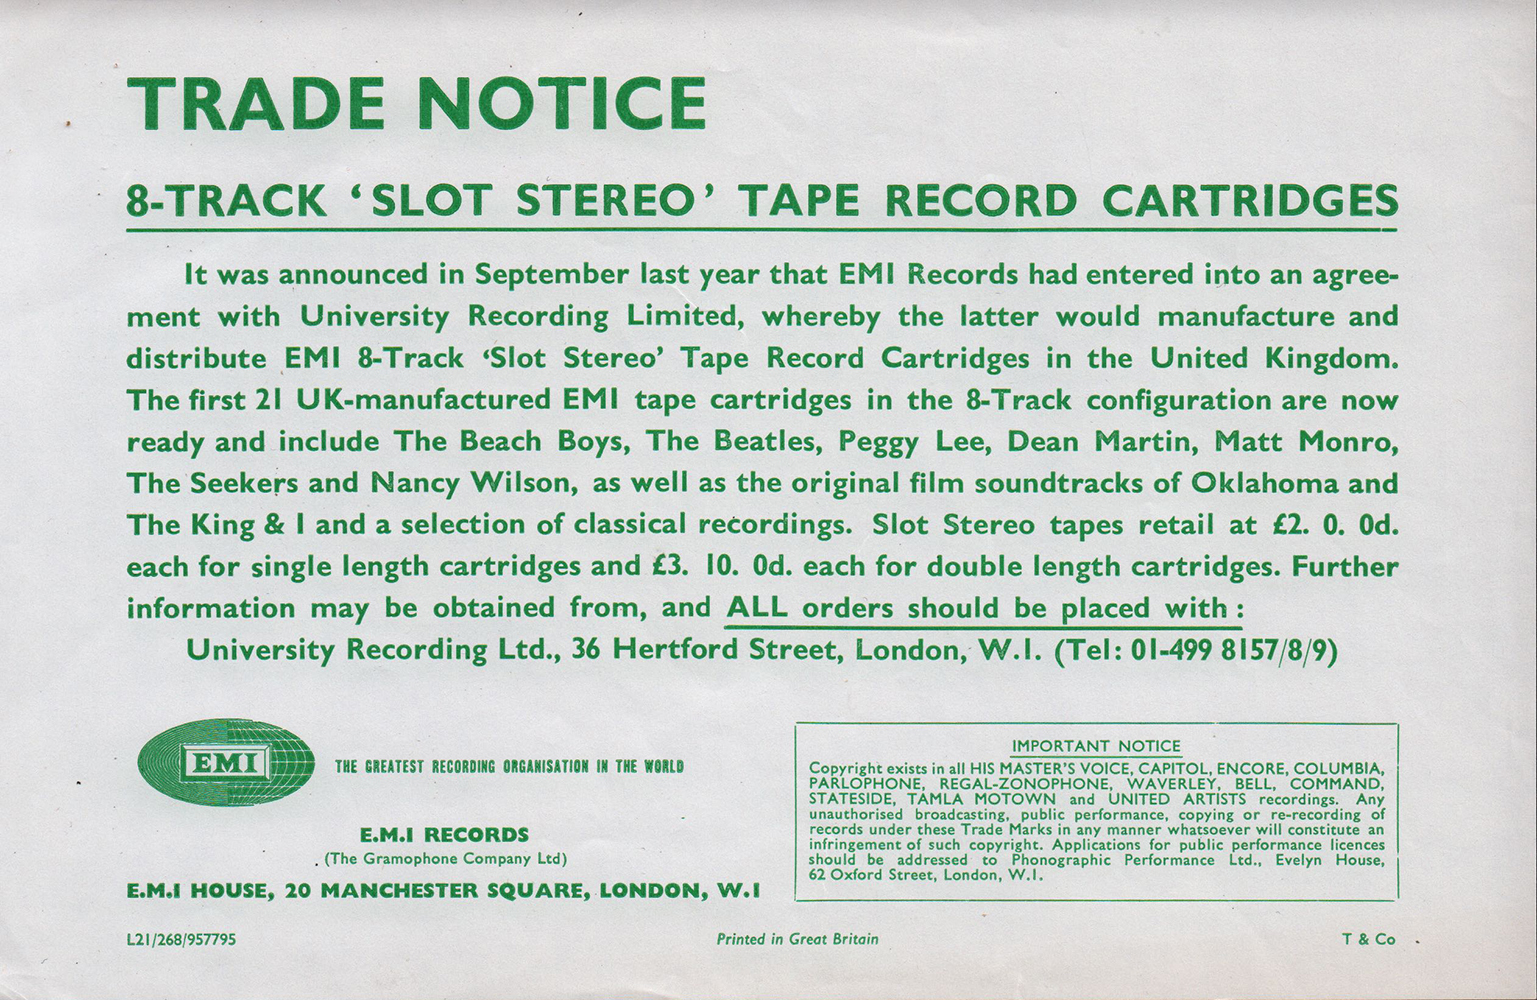 TRADE NOTICE
8-TRACK ‘SLOT STEREO’ TAPE RECORD CARTRIDGES
It was announced in September last year that EMI Records had entered into an agree-
ment with University Recording Limited, whereby the latter would manufacture and
distribute EMI 8-Track ‘Slot Stereo’ Tape Record Cartridges in the United Kingdom.
The first 21 UK-manufactured EMI tape cartridges in the 8-Track configuration are now
ready and include The Beach Boys, The Beatles, Peggy Lee, Dean Martin, Matt Monro,
The Seekers and Nancy Wilson, as well as the original film soundtracks of Oklahoma and
The King & I and a selection of classical recordings. Slot Stereo tapes retail at £2. 0. 0d.
each for single length cartridges and £3. 10. 0d. each for double length cartridges. Further
information may be obtained from, and ALL orders should be placed with :
University Recording Ltd., 36 Hertford Street, London, W.1. (Tel: 01-499 8157/8/9)
EMI
THE GREATEST RECORDING ORGANISATION IN THE WORLD
E.M.I RECORDS
(The Gramophone Company Ltd)
E.M.I HOUSE, 20 MANCHESTER SQUARE, LONDON, W.I
IMPORTANT NOTICE
Copyright exists in all HIS MASTER'S VOICE, CAPITOL, ENCORE, COLUMBIA,
PARLOPHONE, REGAL-ZONOPHONE, WAVERLEY, BELL, COMMAND,
STATESIDE, TAMLA MOTOWN and UNITED ARTISTS recordings. Any
unauthorised broadcasting, public performance, copying or re-recording of
records under these Trade Marks in any manner whatsoever will constitute an
infringement of such copyright. Applications for public performance licences
should be addressed to Phonographic Performance Ltd., Evelyn House,
62 Oxford Street, London, W.1.
L21/268/957795
Printed in Great Britain
T & Co